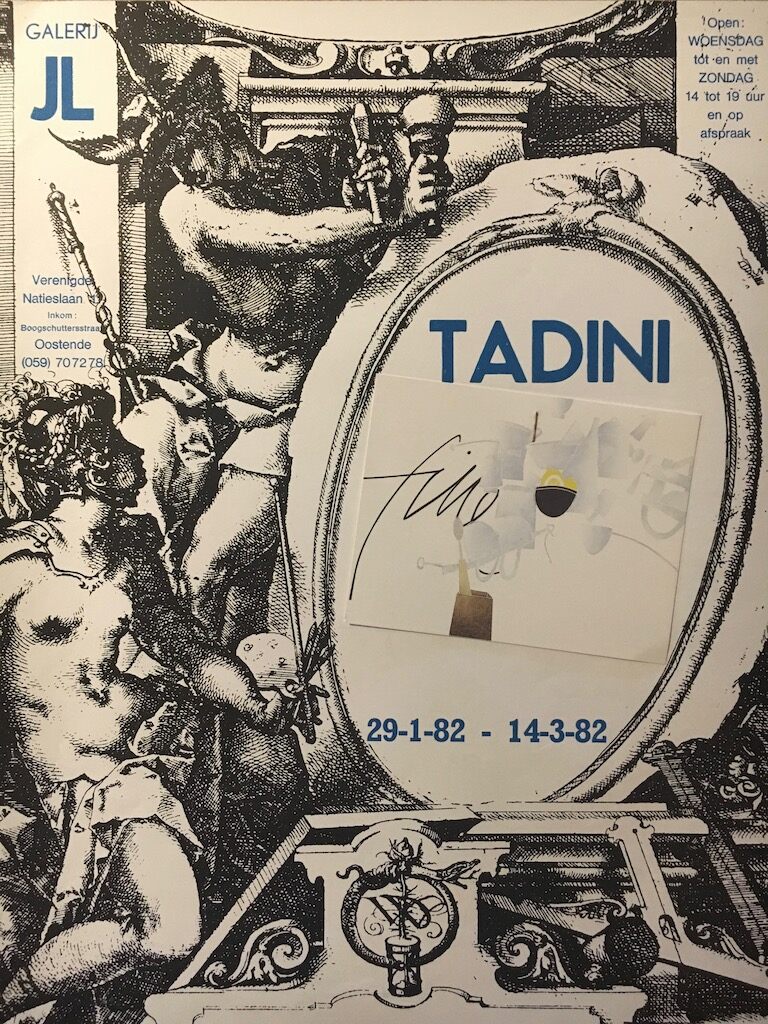 GALERIJ
JL
Open:
WOENSDAG
tot en met
ZONDAG
14 tot 19 uur
en op
afspraak
Verenigde
Natieslaan
Inkom:
Boogschuttersstraat
Oostende
(059) 707278
TADINI
29-1-82 - 14-3-82